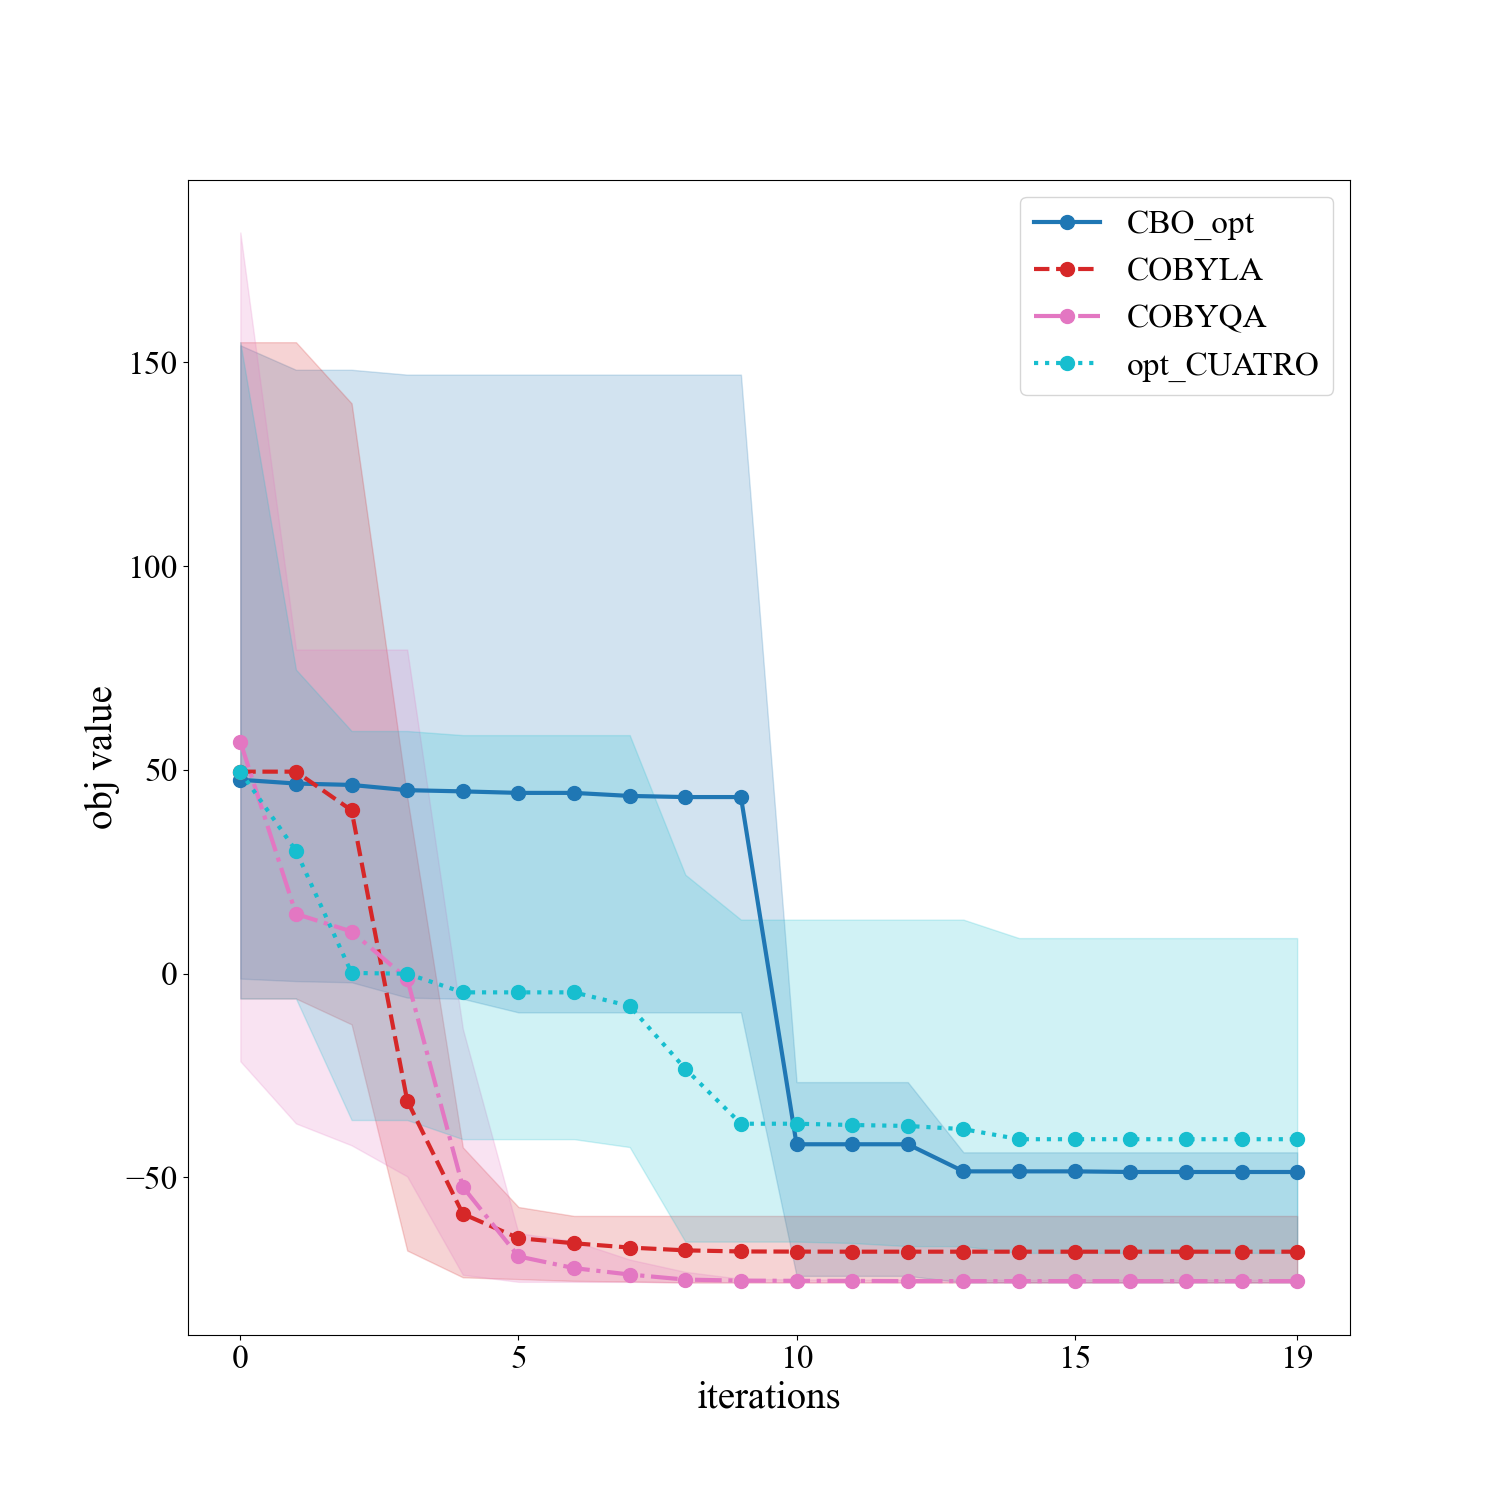 CBO_opt
COBYLA
COBYQA
opt_CUATRO
obj value
150
100
50
0
−50
0 5 10 15 19
iterations